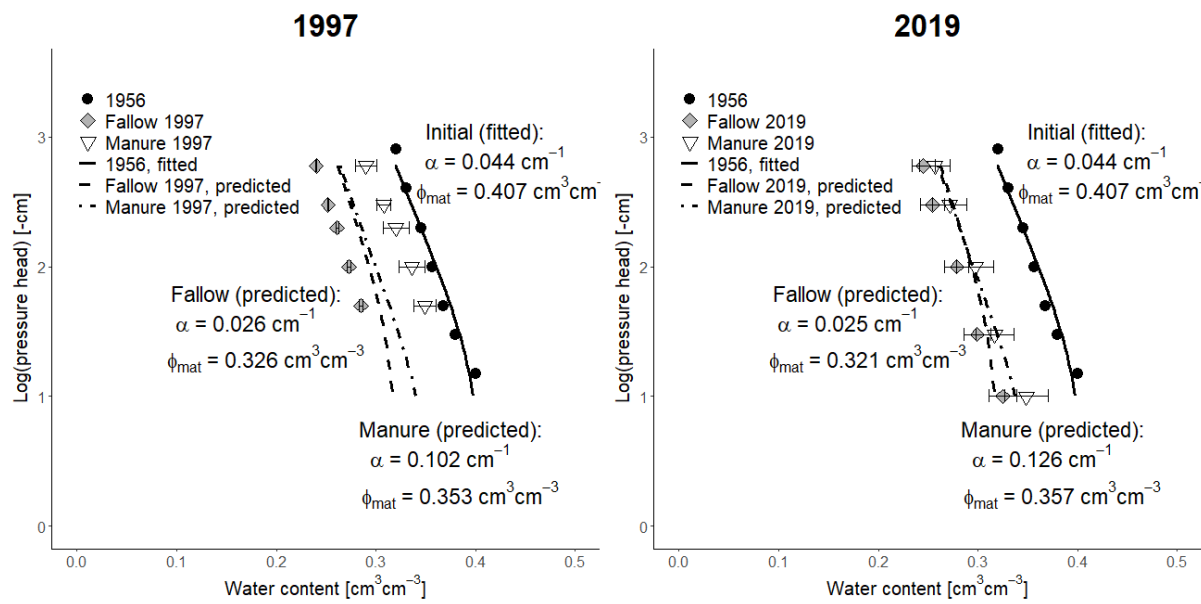 1997
1956
Fallow 1997
Manure 1997
1956, fitted
Fallow 1997, predicted
Manure 1997, predicted
Initial (fitted):
α = 0.044 cm⁻¹
ϕmat = 0.407 cm³cm⁻
Fallow (predicted):
α = 0.026 cm⁻¹
ϕmat = 0.326 cm³cm⁻³
Manure (predicted):
α = 0.102 cm⁻¹
ϕmat = 0.353 cm³cm⁻³
Log(pressure head) [-cm]
3
2
1
0
0.0 0.1 0.2 0.3 0.4 0.5
Water content [cm³cm⁻³]
2019
1956
Fallow 2019
Manure 2019
1956, fitted
Fallow 2019, predicted
Manure 2019, predicted
Initial (fitted):
α = 0.044 cm⁻¹
ϕmat = 0.407 cm³cm⁻
Fallow (predicted):
α = 0.025 cm⁻¹
ϕmat = 0.321 cm³cm⁻³
Manure (predicted):
α = 0.126 cm⁻¹
ϕmat = 0.357 cm³cm⁻³
Log(pressure head) [-cm]
3
2
1
0
0.0 0.1 0.2 0.3 0.4 0.5
Water content [cm³cm⁻³]